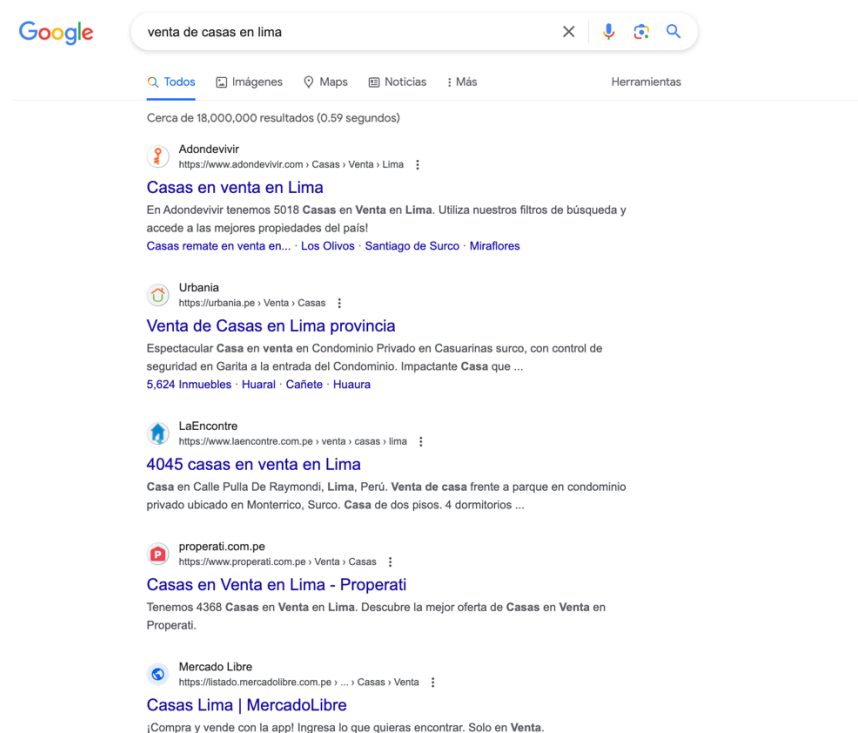 Google
venta de casas en lima
Todos Imágenes Maps Noticias Más Herramientas
Cerca de 18,000,000 resultados (0.59 segundos)
Adondevivir
https://www.adondevivir.com › Casas › Venta › Lima
Casas en venta en Lima
En Adondevivir tenemos 5018 Casas en Venta en Lima. Utiliza nuestros filtros de búsqueda y
accede a las mejores propiedades del país!
Casas remate en venta en... · Los Olivos · Santiago de Surco · Miraflores
Urbania
https://urbania.pe › Venta › Casas
Venta de Casas en Lima provincia
Espectacular Casa en venta en Condominio Privado en Casuarinas surco, con control de
seguridad en Garita a la entrada del Condominio. Impactante Casa que ...
5,624 Inmuebles · Huaral · Cañete · Huaura
LaEncontre
https://www.laencontre.com.pe › venta › casas › lima
4045 casas en venta en Lima
Casa en Calle Pulla De Raymondi, Lima, Perú. Venta de casa frente a parque en condominio
privado ubicado en Monterrico, Surco. Casa de dos pisos. 4 dormitorios ...
P
properati.com.pe
https://www.properati.com.pe › Venta › Casas
Casas en Venta en Lima - Properati
Tenemos 4368 Casas en Venta en Lima. Descubre la mejor oferta de Casas en Venta en
Properati.
Mercado Libre
https://listado.mercadolibre.com.pe › ... › Casas › Venta
Casas Lima | MercadoLibre
¡Compra y vende con la app! Ingresa lo que quieras encontrar. Solo en Venta.